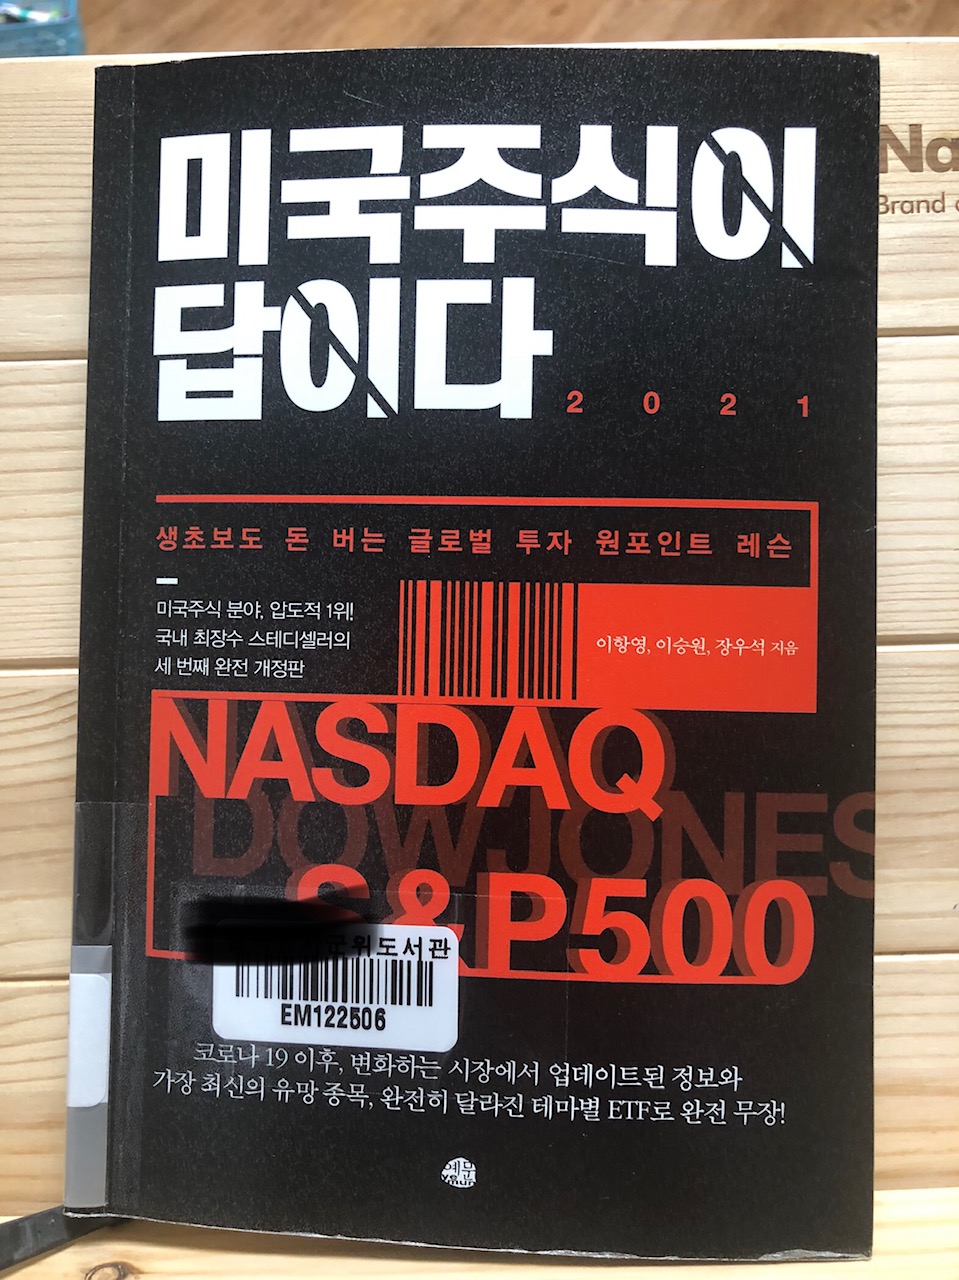 미국주식이
답이다
2021
생초보도 돈 버는 글로벌 투자 원포인트 레슨
미국주식 분야, 압도적 1위!
국내 최장수 스테디셀러의
세 번째 완전 개정판
이항영, 이승원, 장우석 지음
NASDAQ
DOWJONES
S&P500
도서관
EM122506
코로나 19 이후, 변화하는 시장에서 업데이트된 정보와
가장 최신의 유망 종목, 완전히 달라진 테마별 ETF로 완전 무장!
예문
Na
Brand